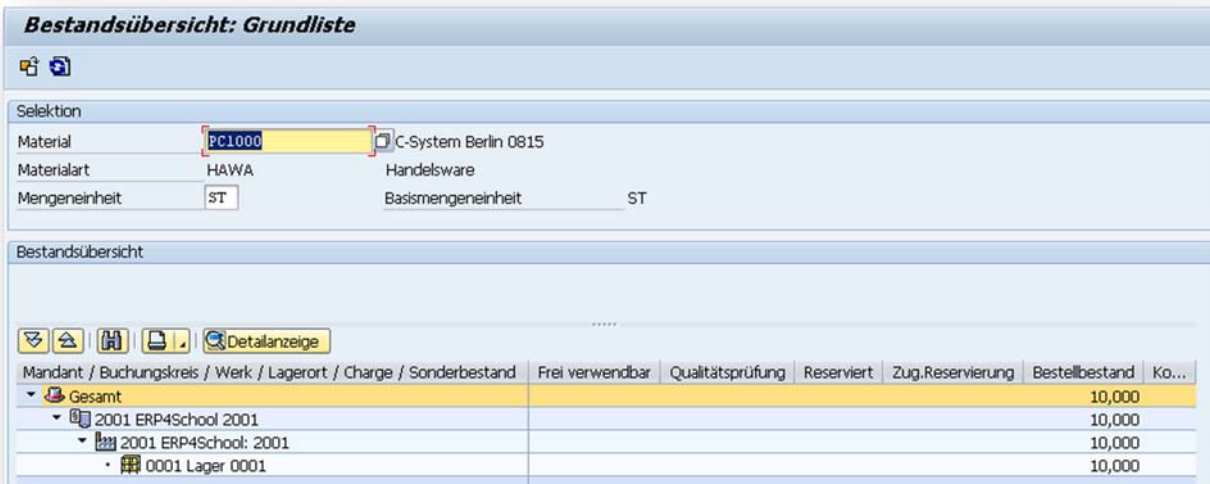 Bestandsübersicht: Grundliste
Selektion
Material PC1000 C-System Berlin 0815
Materialart HAWA Handelsware
Mengeneinheit ST Basismengeneinheit ST
Bestandsübersicht
Detailanzeige
Mandant / Buchungskreis / Werk / Lagerort / Charge / Sonderbestand Frei verwendbar Qualitätsprüfung Reserviert Zug.Reservierung Bestellbestand Ko...
Gesamt 10,000
2001 ERP4School 2001 10,000
2001 ERP4School: 2001 10,000
0001 Lager 0001 10,000